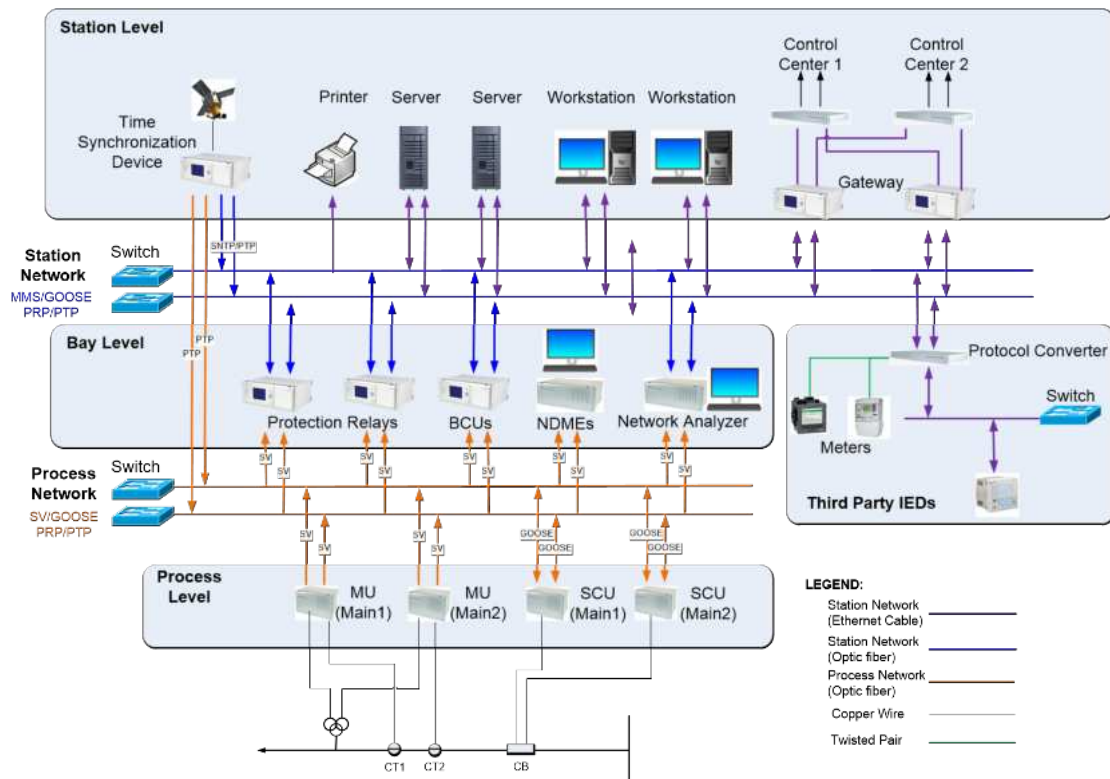 Station Level
Control
Center 1
Control
Center 2
Printer
Server
Server
Workstation
Workstation
Time
Synchronization
Device
Gateway
SNTP/PTP
Switch
Station
Network
MMS/GOOSE
PRP/PTP
PTP
PTP
Bay Level
Protection Relays
BCUs
NDMEs
Network Analyzer
Protocol Converter
Switch
Meters
Third Party IEDs
SV
SV
SV
SV
SV
SV
SV
SV
SV
SV
Switch
Process
Network
SV/GOOSE
PRP/PTP
SV
SV
SV
SV
GOOSE
GOOSE
GOOSE
GOOSE
Process
Level
MU
(Main1)
MU
(Main2)
SCU
(Main1)
SCU
(Main2)
CT1
CT2
CB
LEGEND:
Station Network
(Ethernet Cable)
Station Network
(Optic fiber)
Process Network
(Optic fiber)
Copper Wire
Twisted Pair